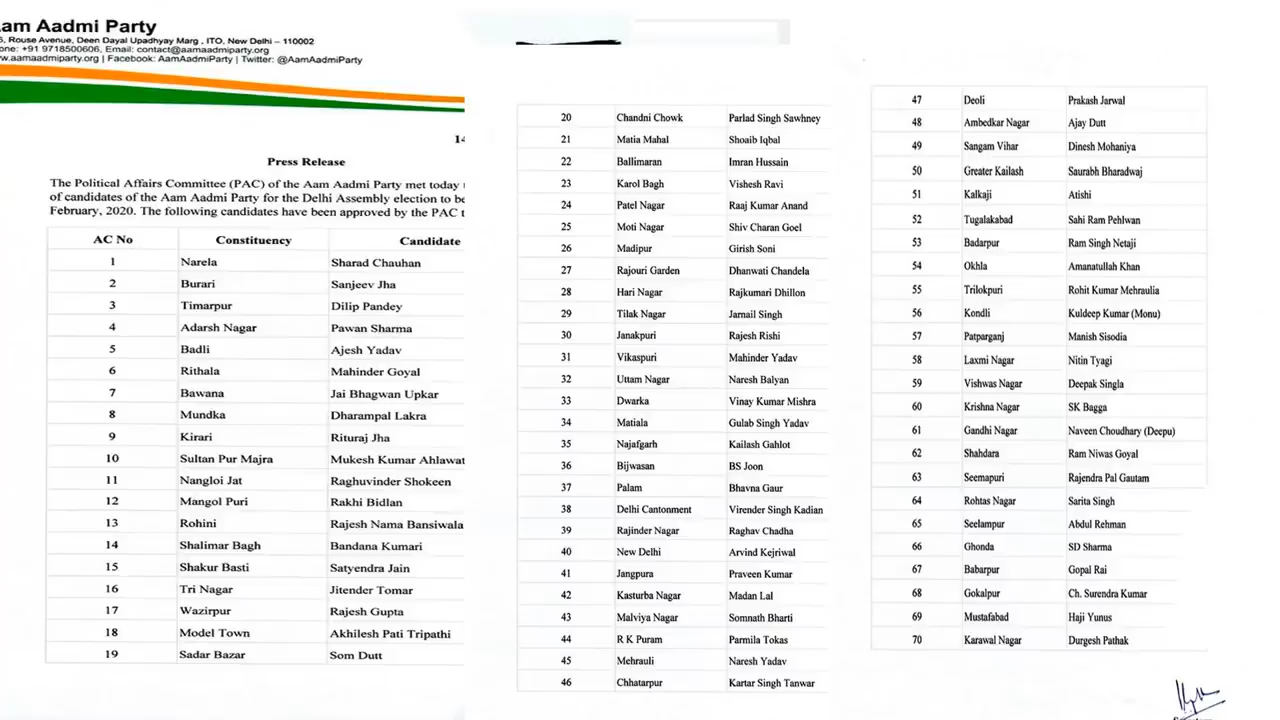 am Aadmi Party
, Rouse Avenue, Deen Dayal Upadhyay Marg , ITO, New Delhi – 110002
one: +91 9718500606, Email: contact@aamaadmiparty.org
w.aamaadmiparty.org | Facebook: AamAadmiParty | Twitter: @AamAadmiParty
14
Press Release
The Political Affairs Committee (PAC) of the Aam Aadmi Party met today
of candidates of the Aam Aadmi Party for the Delhi Assembly election to be
February, 2020. The following candidates have been approved by the PAC t
AC No Constituency Candidate
1 Narela Sharad Chauhan
2 Burari Sanjeev Jha
3 Timarpur Dilip Pandey
4 Adarsh Nagar Pawan Sharma
5 Badli Ajesh Yadav
6 Rithala Mahinder Goyal
7 Bawana Jai Bhagwan Upkar
8 Mundka Dharampal Lakra
9 Kirari Rituraj Jha
10 Sultan Pur Majra Mukesh Kumar Ahlawat
11 Nangloi Jat Raghuvinder Shokeen
12 Mangol Puri Rakhi Bidlan
13 Rohini Rajesh Nama Bansiwala
14 Shalimar Bagh Bandana Kumari
15 Shakur Basti Satyendra Jain
16 Tri Nagar Jitender Tomar
17 Wazirpur Rajesh Gupta
18 Model Town Akhilesh Pati Tripathi
19 Sadar Bazar Som Dutt
20 Chandni Chowk Parlad Singh Sawhney
21 Matia Mahal Shoaib Iqbal
22 Ballimaran Imran Hussain
23 Karol Bagh Vishesh Ravi
24 Patel Nagar Raaj Kumar Anand
25 Moti Nagar Shiv Charan Goel
26 Madipur Girish Soni
27 Rajouri Garden Dhanwati Chandela
28 Hari Nagar Rajkumari Dhillon
29 Tilak Nagar Jarnail Singh
30 Janakpuri Rajesh Rishi
31 Vikaspuri Mahinder Yadav
32 Uttam Nagar Naresh Balyan
33 Dwarka Vinay Kumar Mishra
34 Matiala Gulab Singh Yadav
35 Najafgarh Kailash Gahlot
36 Bijwasan BS Joon
37 Palam Bhavna Gaur
38 Delhi Cantonment Virender Singh Kadian
39 Rajinder Nagar Raghav Chadha
40 New Delhi Arvind Kejriwal
41 Jangpura Praveen Kumar
42 Kasturba Nagar Madan Lal
43 Malviya Nagar Somnath Bharti
44 R K Puram Parmila Tokas
45 Mehrauli Naresh Yadav
46 Chhatarpur Kartar Singh Tanwar
47 Deoli Prakash Jarwal
48 Ambedkar Nagar Ajay Dutt
49 Sangam Vihar Dinesh Mohaniya
50 Greater Kailash Saurabh Bharadwaj
51 Kalkaji Atishi
52 Tugalakabad Sahi Ram Pehlwan
53 Badarpur Ram Singh Netaji
54 Okhla Amanatullah Khan
55 Trilokpuri Rohit Kumar Mehraulia
56 Kondli Kuldeep Kumar (Monu)
57 Patparganj Manish Sisodia
58 Laxmi Nagar Nitin Tyagi
59 Vishwas Nagar Deepak Singla
60 Krishna Nagar SK Bagga
61 Gandhi Nagar Naveen Choudhary (Deepu)
62 Shahdara Ram Niwas Goyal
63 Seemapuri Rajendra Pal Gautam
64 Rohtas Nagar Sarita Singh
65 Seelampur Abdul Rehman
66 Ghonda SD Sharma
67 Babarpur Gopal Rai
68 Gokalpur Ch. Surendra Kumar
69 Mustafabad Haji Yunus
70 Karawal Nagar Durgesh Pathak